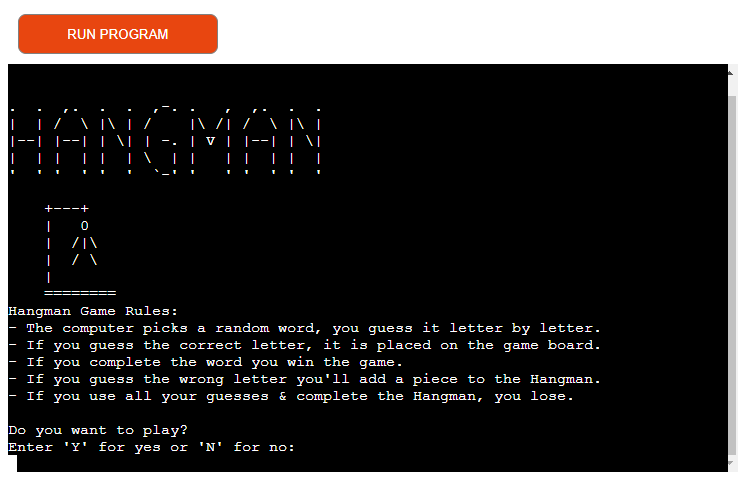 RUN PROGRAM
HANGMAN
Hangman Game Rules:
- The computer picks a random word, you guess it letter by letter.
- If you guess the correct letter, it is placed on the game board.
- If you complete the word you win the game.
- If you guess the wrong letter you'll add a piece to the Hangman.
- If you use all your guesses & complete the Hangman, you lose.
Do you want to play?
Enter 'Y' for yes or 'N' for no: